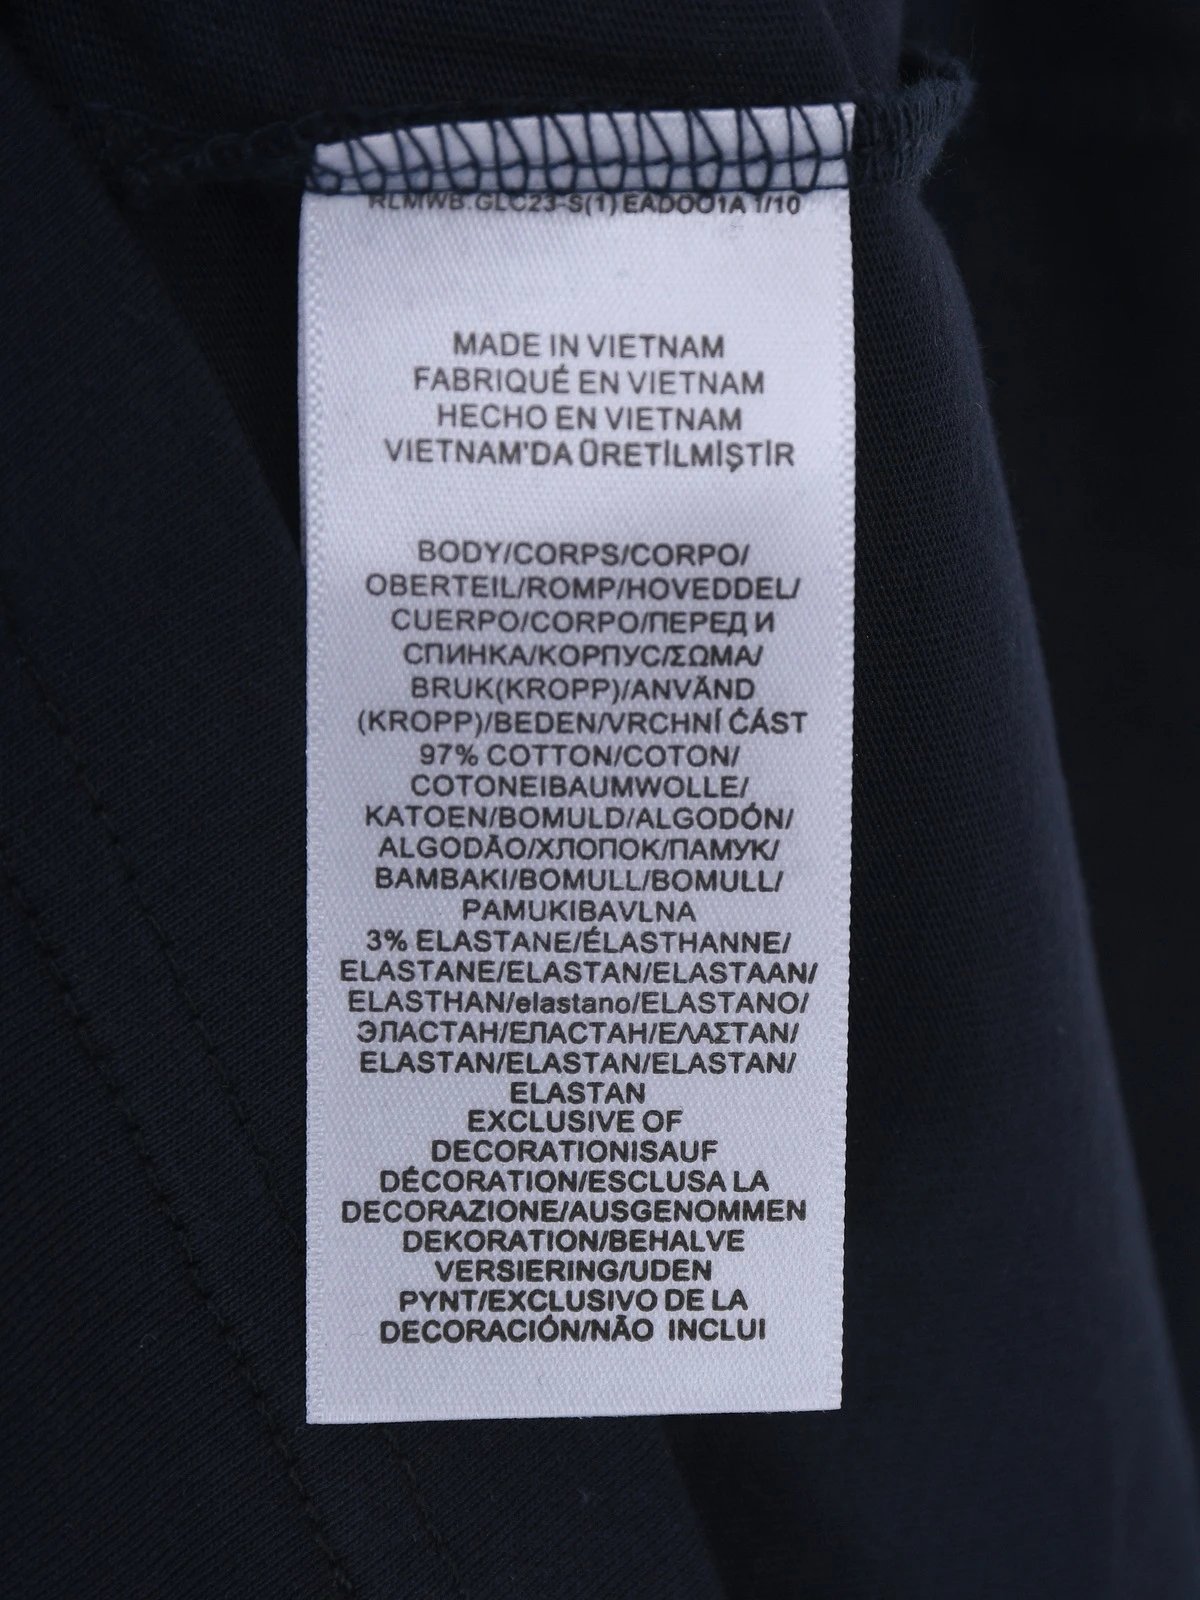 RLMWB.GLC23-S(1) EAD001A 1/10
MADE IN VIETNAM
FABRIQUÉ EN VIETNAM
HECHO EN VIETNAM
VIETNAM'DA ÜRETİLMİŞTİR
BODY/CORPS/CORPO/
OBERTEIL/ROMP/HOVEDDEL/
CUERPO/CORPO/ПЕРЕД И
СПИНКА/КОРПУС/ΣΩΜΑ/
BRUK(KROPP)/ANVÄND
(KROPP)/BEDEN/VRCHNÍ ČÁST
97% COTTON/COTON/
COTONEIBAUMWOLLE/
KATOEN/BOMULD/ALGODÓN/
ALGODÃO/ХЛОПОК/ПАМУК/
BAMBAKI/BOMULL/BOMULL/
PAMUKIBAVLNA
3% ELASTANE/ÉLASTHANNE/
ELASTANE/ELASTAN/ELASTAAN/
ELASTHAN/elastano/ELASTANO/
ЭЛАСТАН/ЕЛАСТАН/ΕΛΑΣΤΑΝ/
ELASTAN/ELASTAN/ELASTAN/
ELASTAN
EXCLUSIVE OF
DECORATIONISAUF
DÉCORATION/ESCLUSA LA
DECORAZIONE/AUSGENOMMEN
DEKORATION/BEHALVE
VERSIERING/UDEN
PYNT/EXCLUSIVO DE LA
DECORACIÓN/NÃO INCLUI